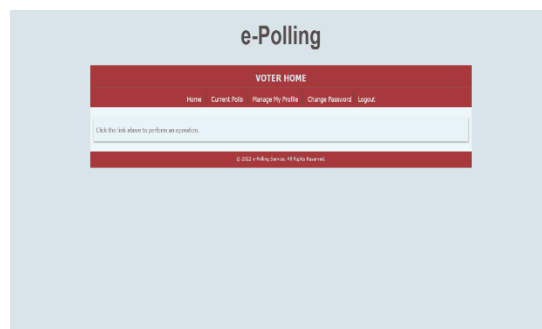 e-Polling
VOTER HOME
Home Current Polls Manage My Profile Change Password Logout
Click the link above to perform an operation.
© 2022 e-Polling Service. All Rights Reserved.